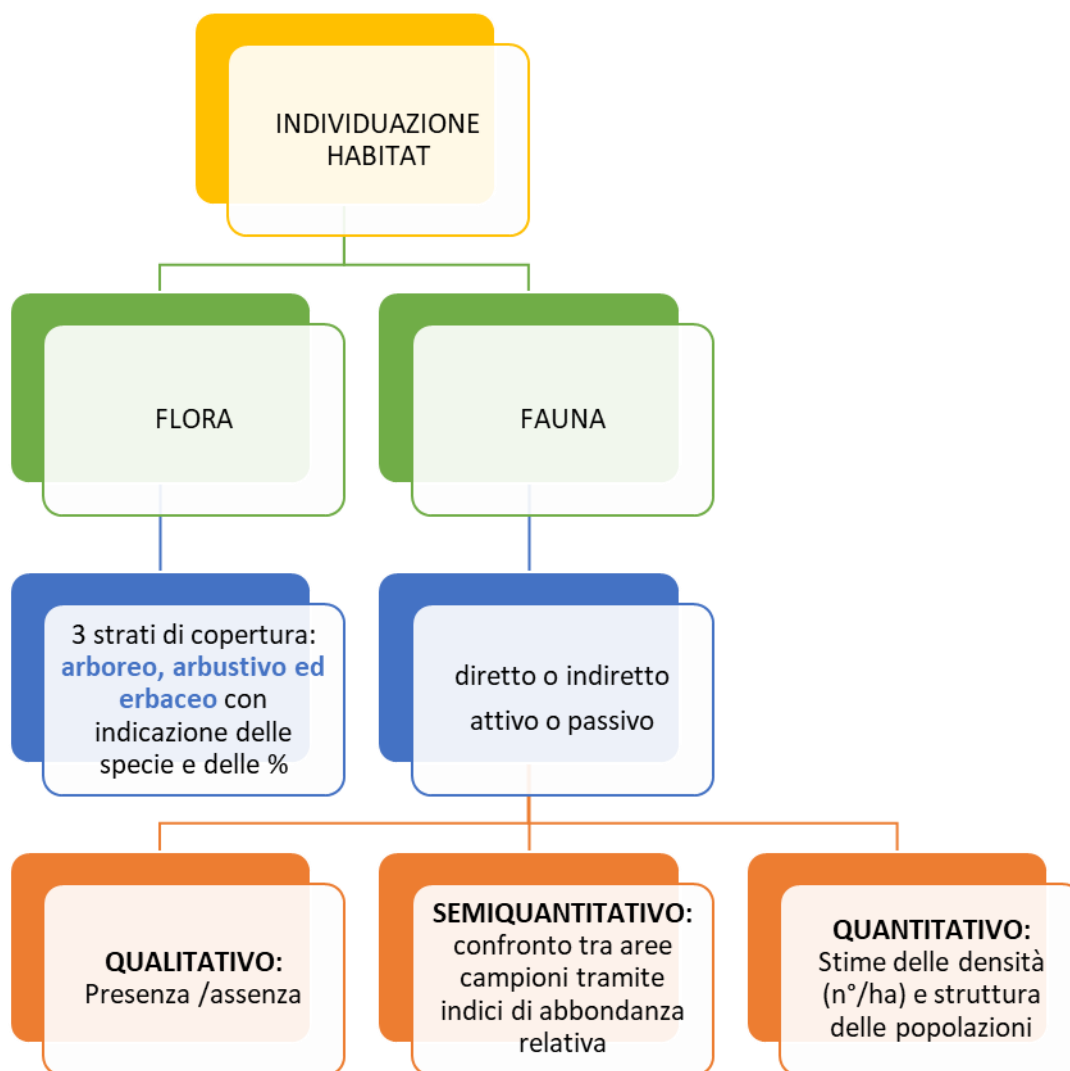 INDIVIDUAZIONE
HABITAT
FLORA
FAUNA
3 strati di copertura:
arboreo, arbustivo ed
erbaceo con
indicazione delle
specie e delle %
diretto o indiretto
attivo o passivo
QUALITATIVO:
Presenza /assenza
SEMIQUANTITATIVO:
confronto tra aree
campioni tramite
indici di abbondanza
relativa
QUANTITATIVO:
Stime delle densità
(n°/ha) e struttura
delle popolazioni